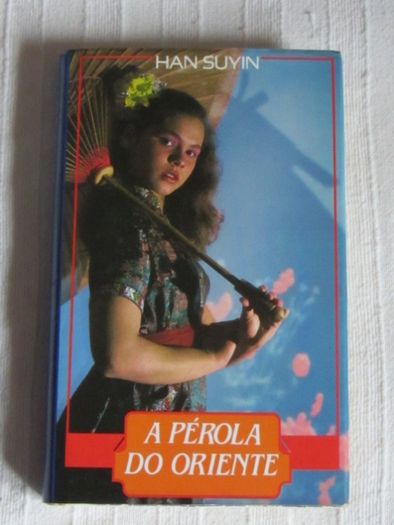 HAN SUYIN
A PÉROLA
DO ORIENTE